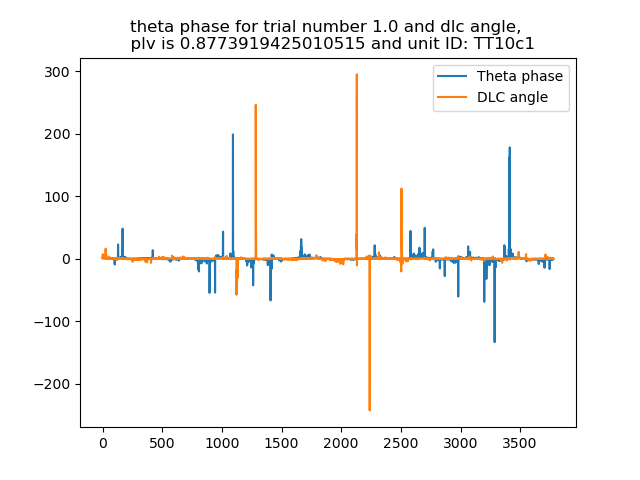 theta phase for trial number 1.0 and dlc angle,
plv is 0.8773919425010515 and unit ID: TT10c1
Theta phase
DLC angle
300
200
100
0
−100
−200
0 500 1000 1500 2000 2500 3000 3500